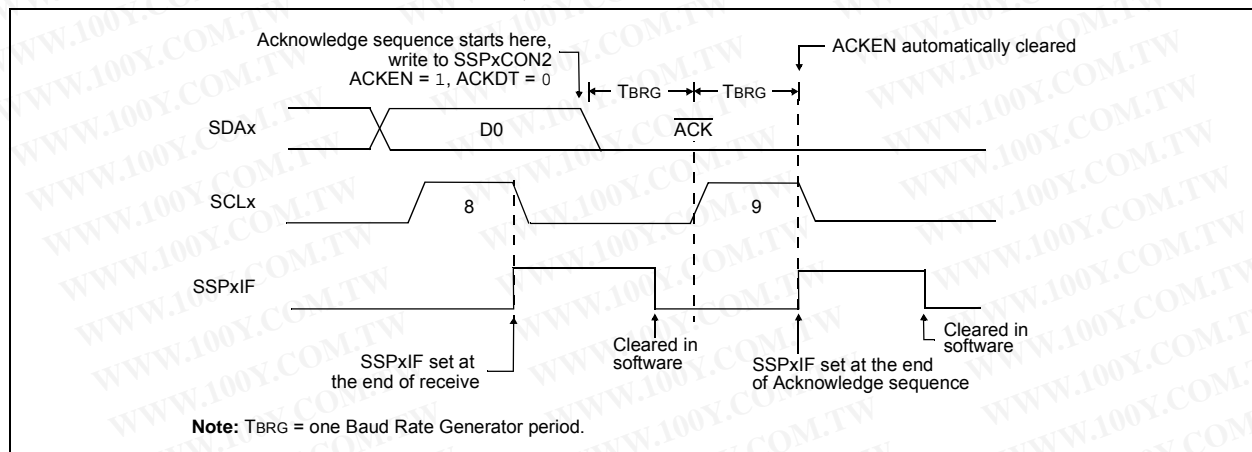 Acknowledge sequence starts here,
write to SSPxCON2
ACKEN = 1, ACKDT = 0
ACKEN automatically cleared
TBRG
TBRG
SDAx
D0
ACK
SCLx
8
9
SSPxIF
SSPxIF set at
the end of receive
Cleared in
software
SSPxIF set at the end
of Acknowledge sequence
Cleared in
software
Note: TBRG = one Baud Rate Generator period.
WWW.100Y.COM.TW